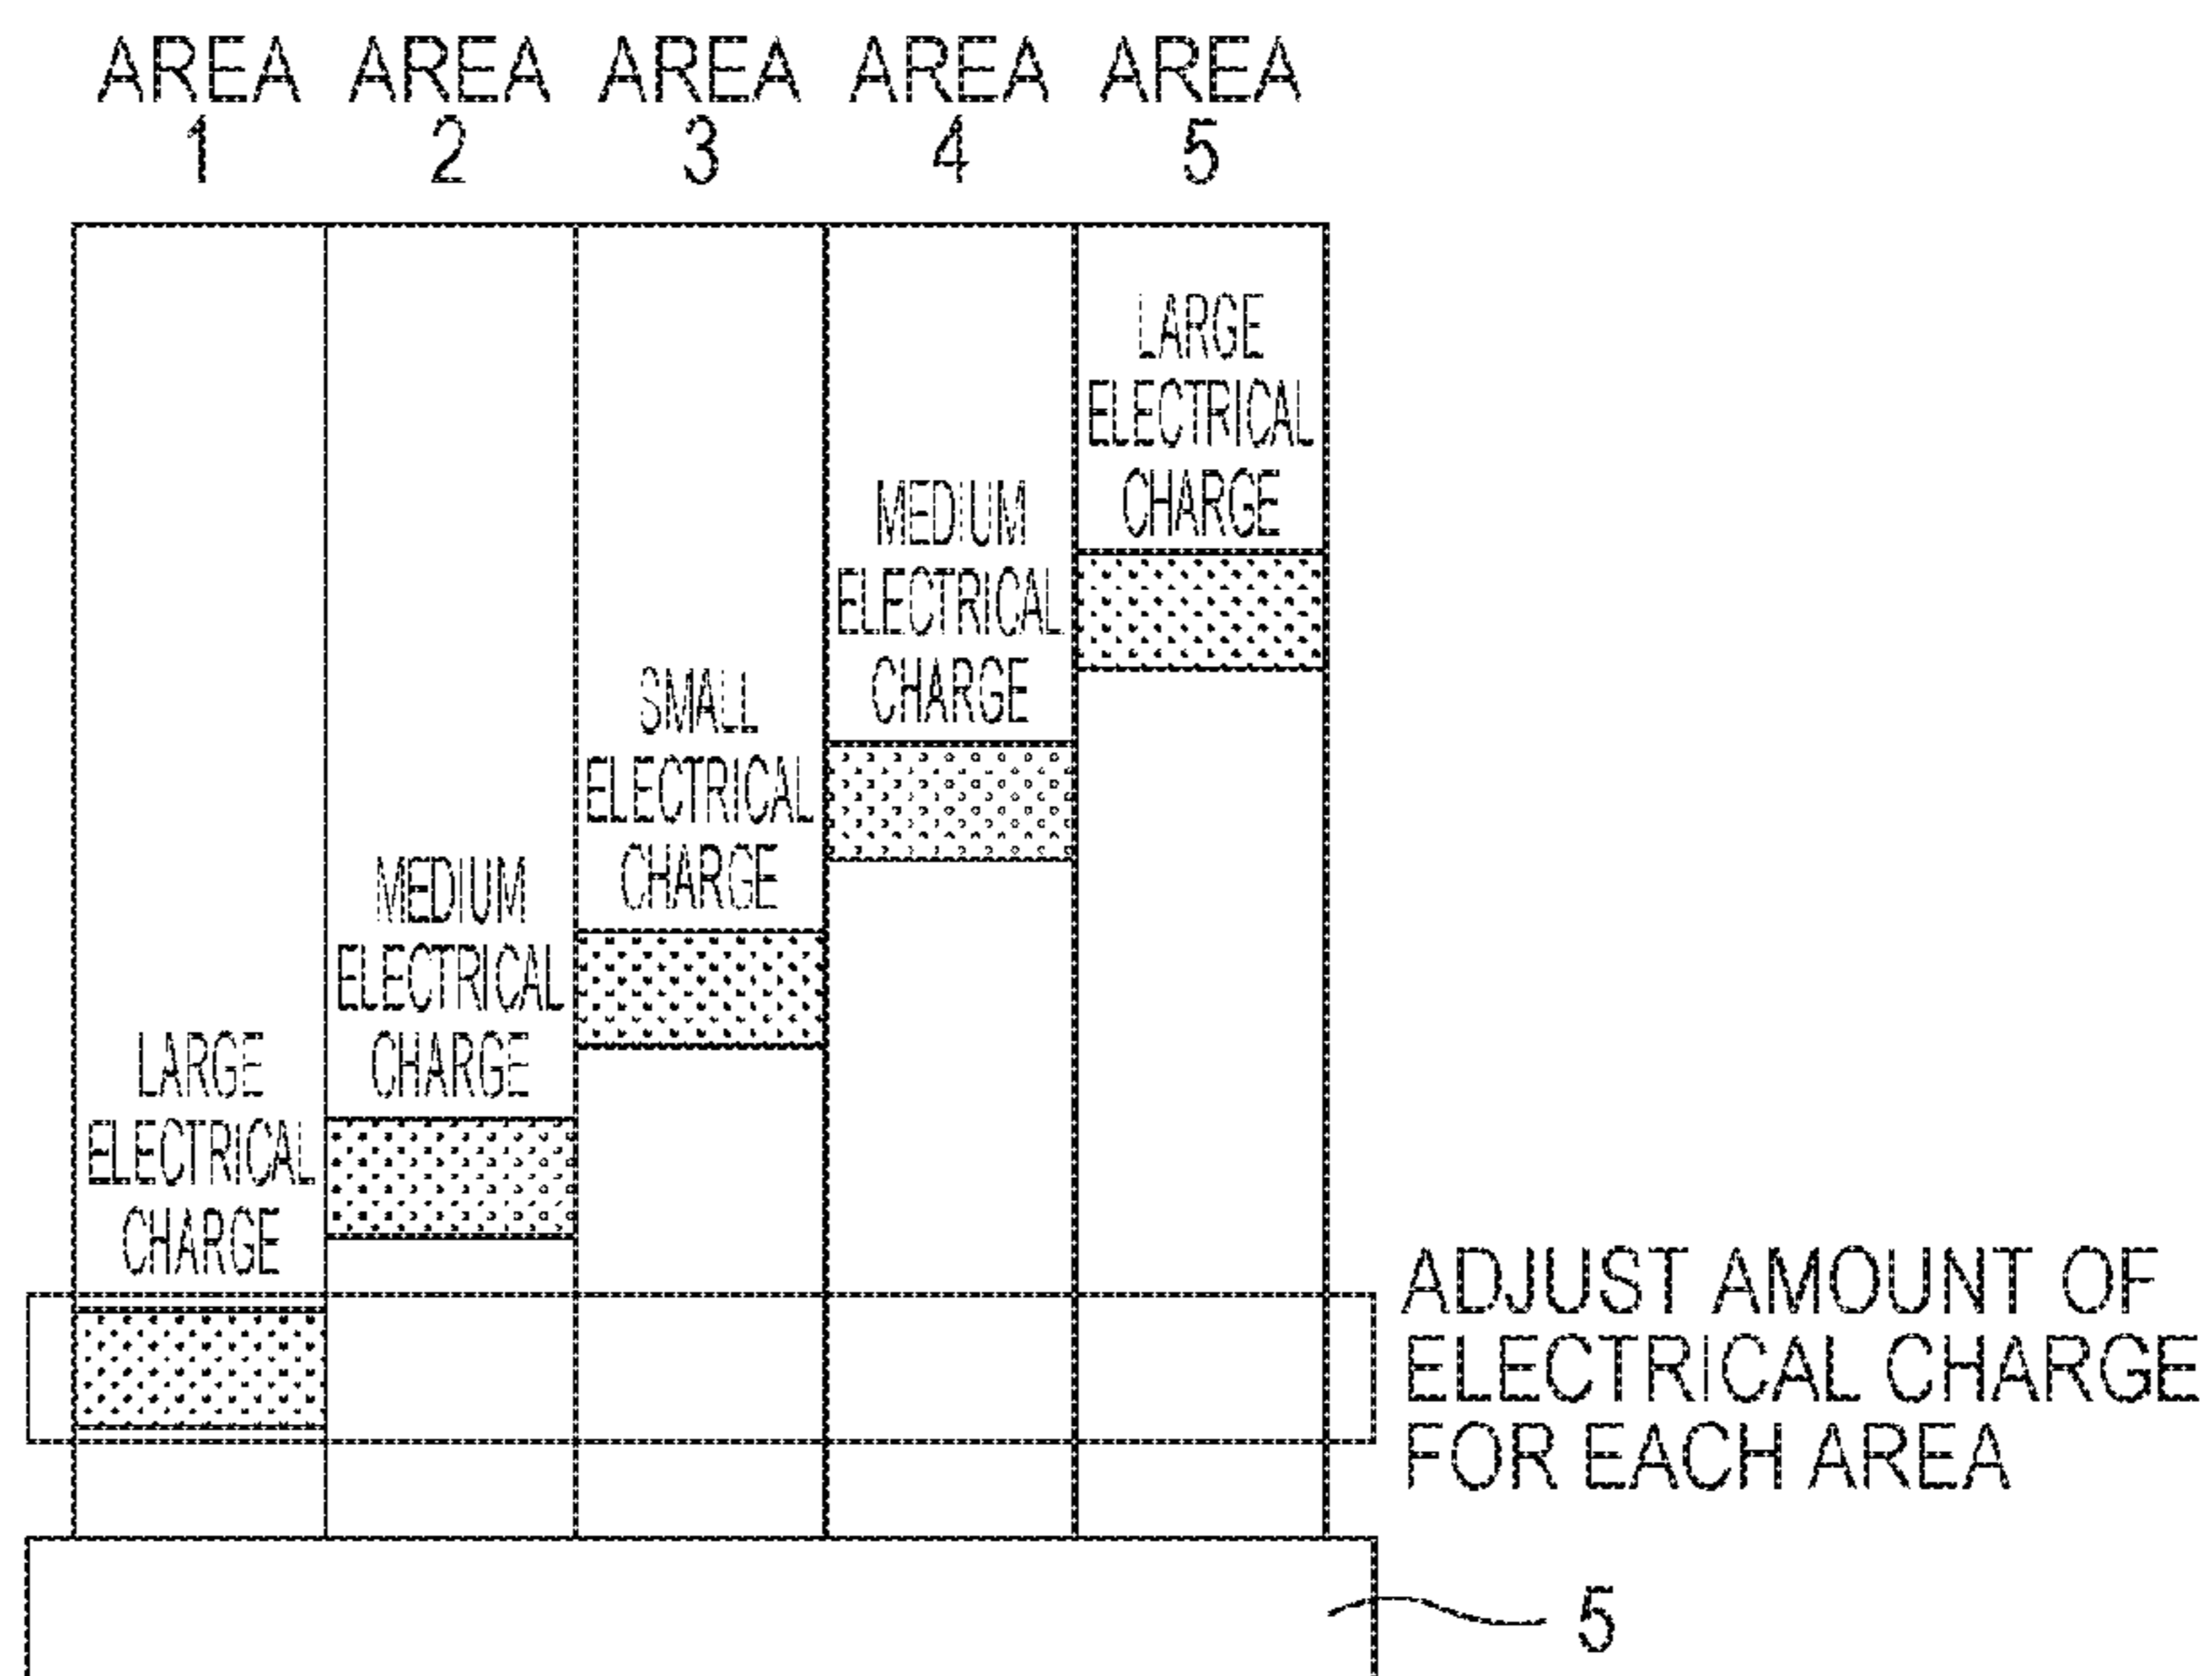 AREA AREA AREA AREA AREA
1 2 3 4 5
LARGE
ELECTRICAL
CHARGE
MEDIUM
ELECTRICAL
CHARGE
SMALL
ELECTRICAL
CHARGE
MEDIUM
ELECTRICAL
CHARGE
LARGE
ELECTRICAL
CHARGE
ADJUST AMOUNT OF
ELECTRICAL CHARGE
FOR EACH AREA
5